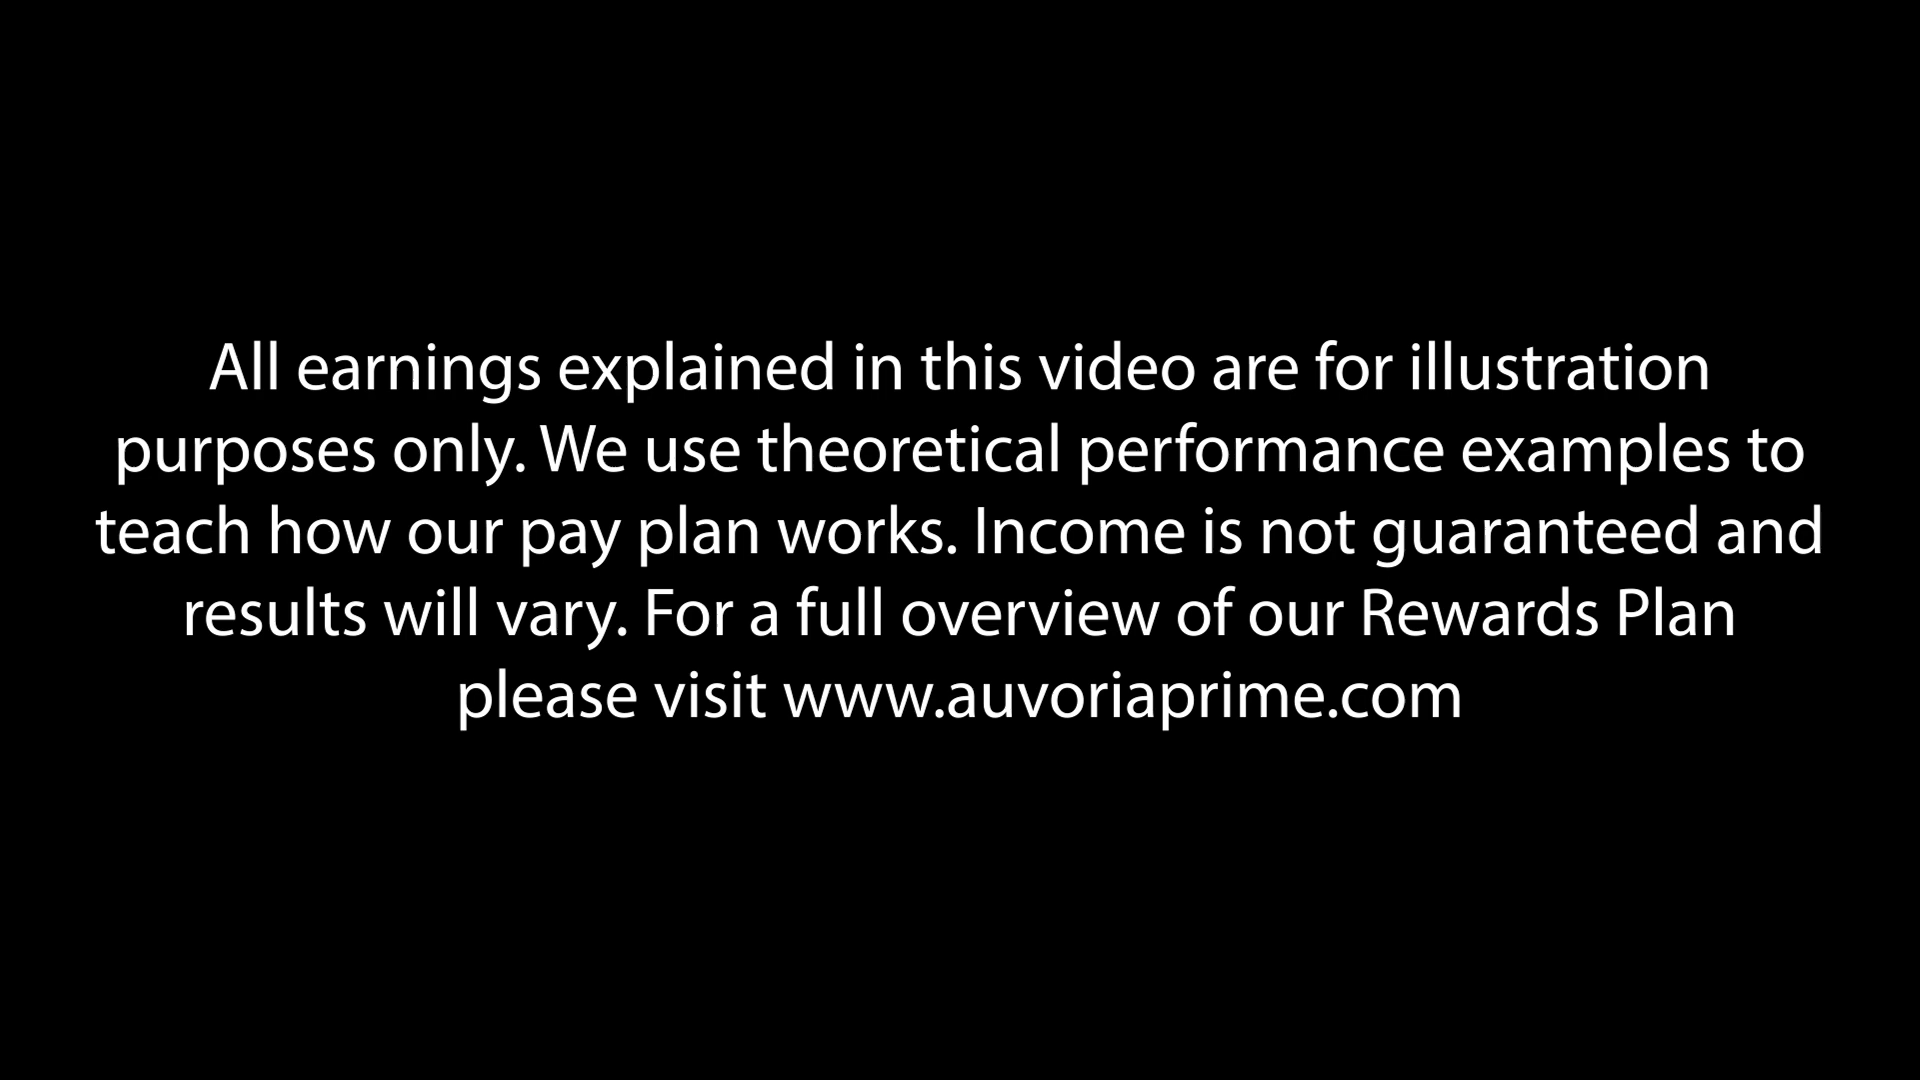 All earnings explained in this video are for illustration
purposes only. We use theoretical performance examples to
teach how our pay plan works. Income is not guaranteed and
results will vary. For a full overview of our Rewards Plan
please visit www.auvoriaprime.com